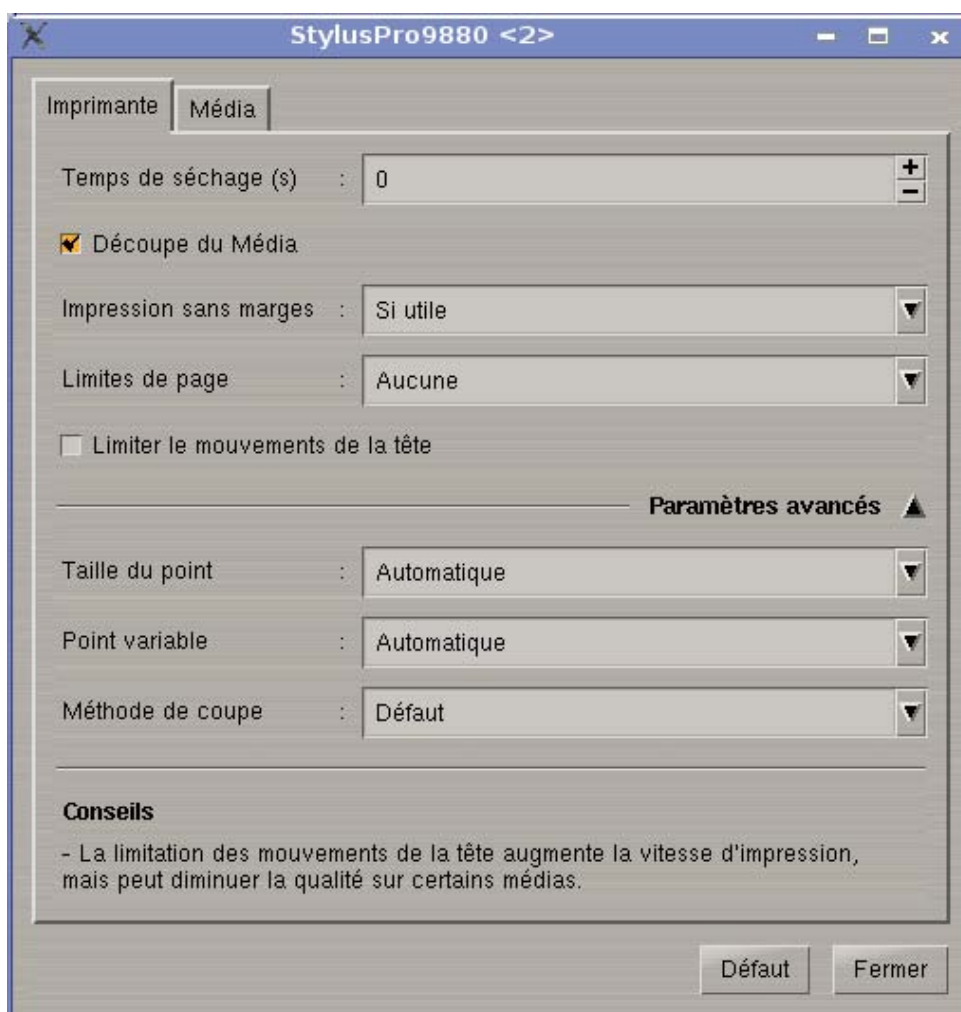 StylusPro9880 <2>
Imprimante Média
Temps de séchage (s) : 0
Découpe du Média
Impression sans marges : Si utile
Limites de page : Aucune
Limiter le mouvements de la tête
Paramètres avancés
Taille du point : Automatique
Point variable : Automatique
Méthode de coupe : Défaut
Conseils
- La limitation des mouvements de la tête augmente la vitesse d'impression,
mais peut diminuer la qualité sur certains médias.
Défaut Fermer